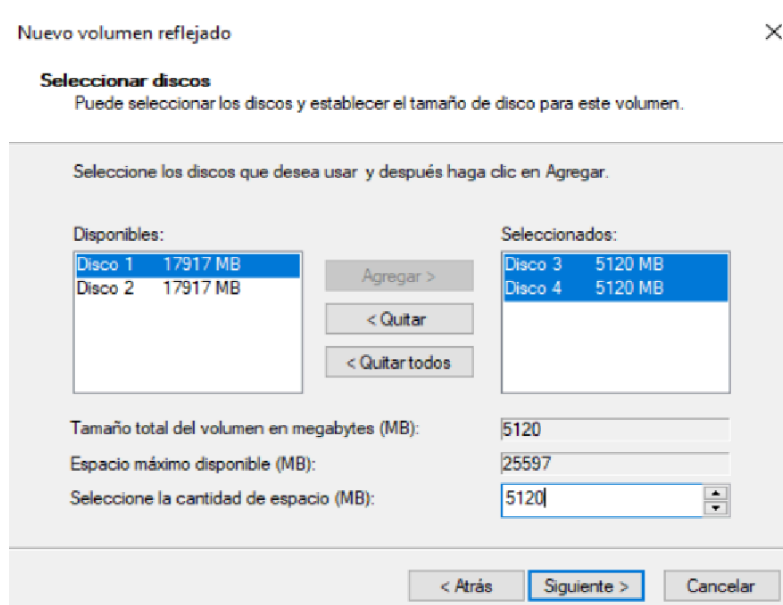 Nuevo volumen reflejado
Seleccionar discos
Puede seleccionar los discos y establecer el tamaño de disco para este volumen.
Seleccione los discos que desea usar y después haga clic en Agregar.
Disponibles:
Disco 1 17917 MB
Disco 2 17917 MB
Agregar >
< Quitar
< Quitar todos
Seleccionados:
Disco 3 5120 MB
Disco 4 5120 MB
Tamaño total del volumen en megabytes (MB): 5120
Espacio máximo disponible (MB): 25597
Seleccione la cantidad de espacio (MB): 5120
< Atrás Siguiente > Cancelar